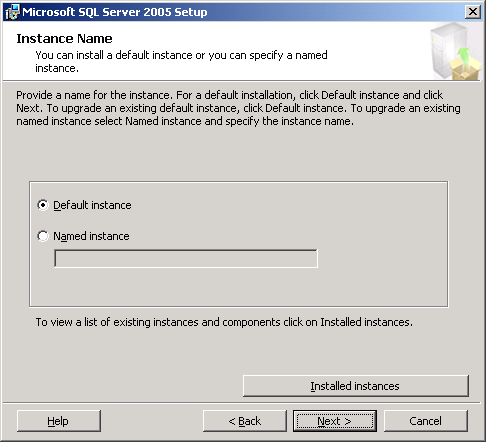 Microsoft SQL Server 2005 Setup
Instance Name
You can install a default instance or you can specify a named
instance.
Provide a name for the instance. For a default installation, click Default instance and click
Next. To upgrade an existing default instance, click Default instance. To upgrade an existing
named instance select Named instance and specify the instance name.
Default instance
Named instance
To view a list of existing instances and components click on Installed instances.
Installed instances
Help
< Back
Next >
Cancel